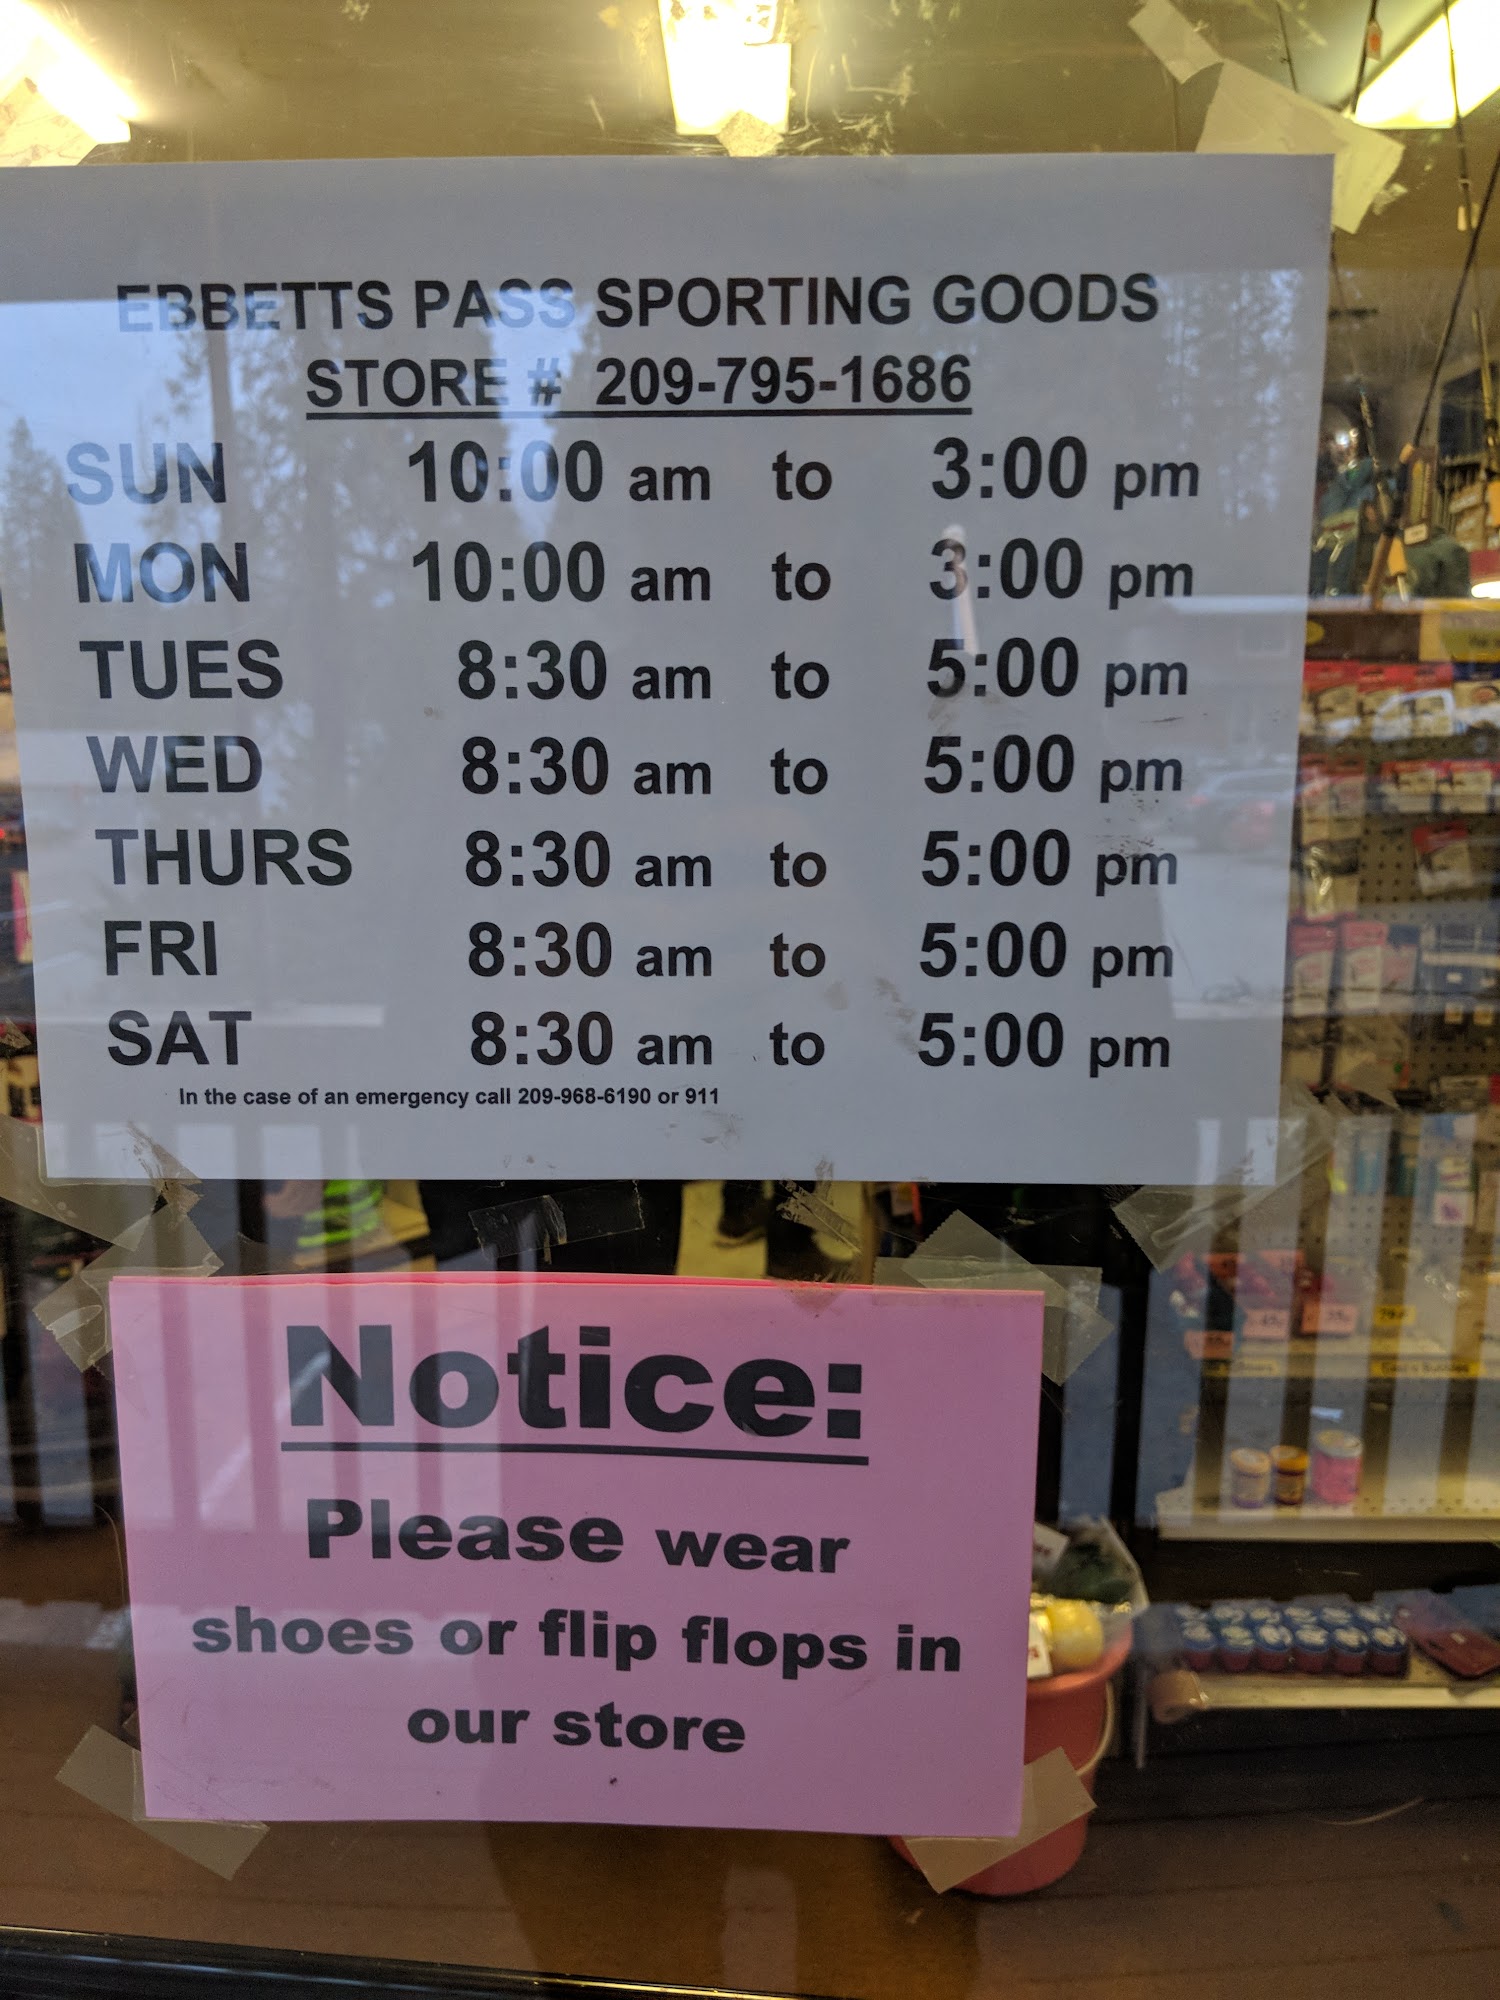 EBBETTS PASS SPORTING GOODS
STORE # 209-795-1686
SUN 10:00 am to 3:00 pm
MON 10:00 am to 3:00 pm
TUES 8:30 am to 5:00 pm
WED 8:30 am to 5:00 pm
THURS 8:30 am to 5:00 pm
FRI 8:30 am to 5:00 pm
SAT 8:30 am to 5:00 pm
In the case of an emergency call 209-968-6190 or 911
Notice:
Please wear
shoes or flip flops in
our store